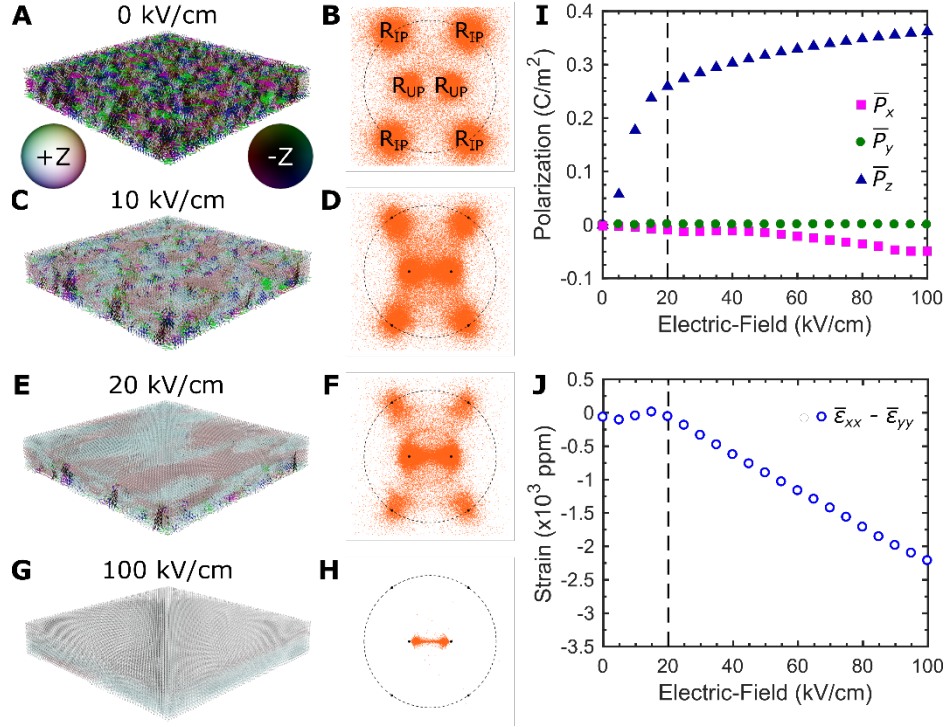 A
0 kV/cm
+Z
-Z
B
R_IP R_IP
R_UP R_UP
R_IP R_IP
C
10 kV/cm
D
E
20 kV/cm
F
G
100 kV/cm
H
I
Polarization (C/m²)
0.4
0.3
0.2
0.1
0
-0.1
P̅x
P̅y
P̅z
0 20 40 60 80 100
Electric-Field (kV/cm)
J
Strain (x10³ ppm)
0.5
0
-0.5
-1
-1.5
-2
-2.5
-3
-3.5
ε̅xx - ε̅yy
0 20 40 60 80 100
Electric-Field (kV/cm)